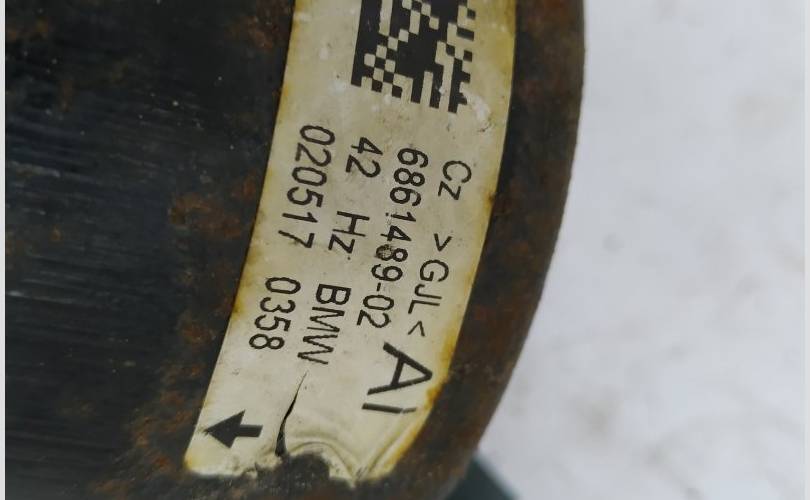 Cz >GJL<
6861489-02 AI
42 Hz BMW
020517 0358